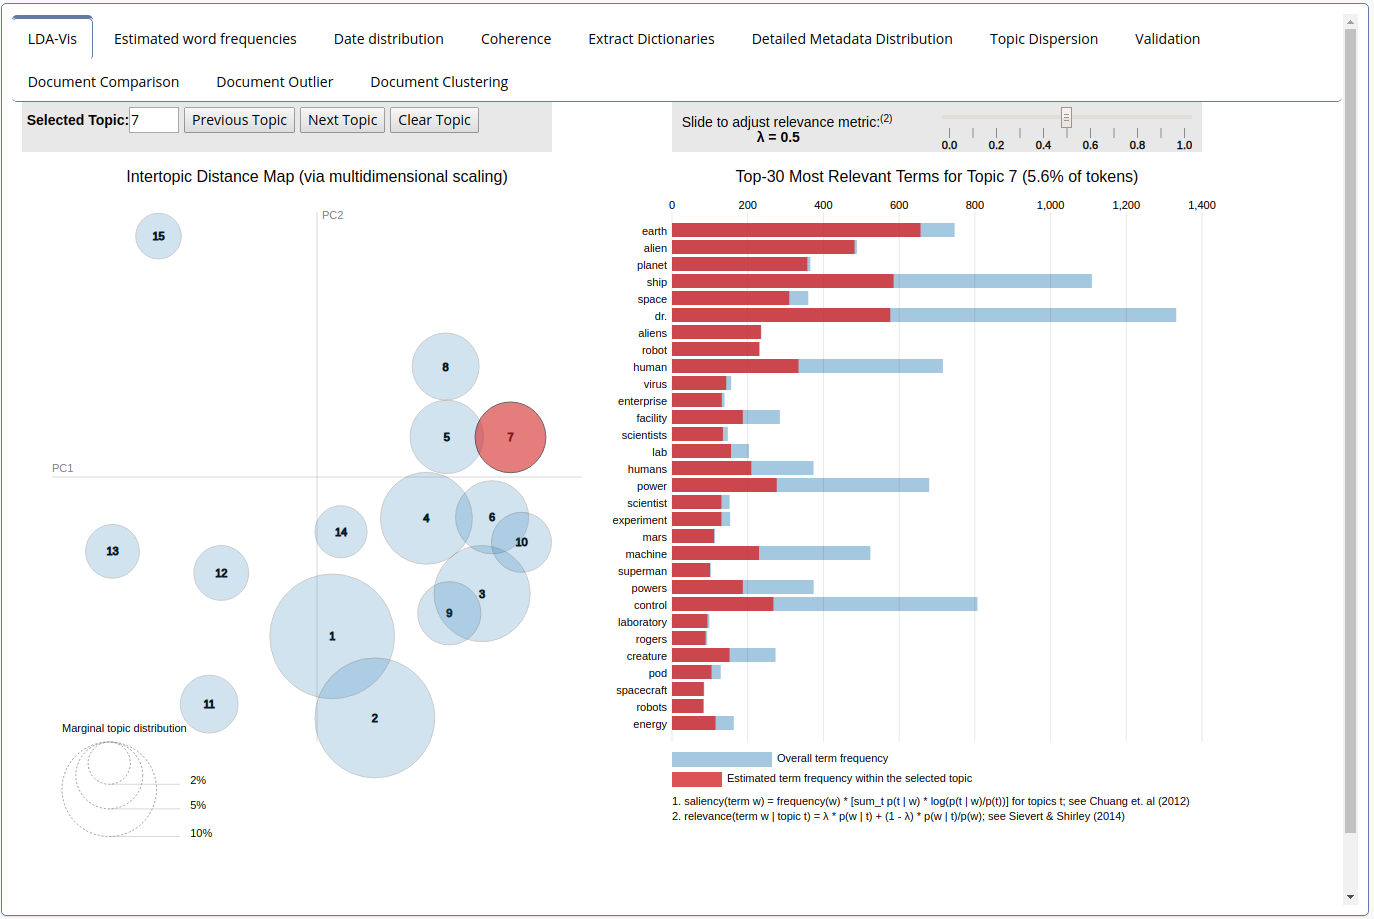 LDA-Vis Estimated word frequencies Date distribution Coherence Extract Dictionaries Detailed Metadata Distribution Topic Dispersion Validation
Document Comparison Document Outlier Document Clustering
Selected Topic: 7 Previous Topic Next Topic Clear Topic
Slide to adjust relevance metric:(2)
λ = 0.5
0.0 0.2 0.4 0.6 0.8 1.0
Intertopic Distance Map (via multidimensional scaling)
PC2
PC1
15
8
5
7
4
6
10
14
13
12
3
9
1
11
2
Marginal topic distribution
2%
5%
10%
Top-30 Most Relevant Terms for Topic 7 (5.6% of tokens)
0 200 400 600 800 1,000 1,200 1,400
earth
alien
planet
ship
space
dr.
aliens
robot
human
virus
enterprise
facility
scientists
lab
humans
power
scientist
experiment
mars
machine
superman
powers
control
laboratory
rogers
creature
pod
spacecraft
robots
energy
Overall term frequency
Estimated term frequency within the selected topic
1. saliency(term w) = frequency(w) * [sum_t p(t | w) * log(p(t | w)/p(t))] for topics t; see Chuang et. al (2012)
2. relevance(term w | topic t) = λ * p(w | t) + (1 - λ) * p(w | t)/p(w); see Sievert & Shirley (2014)